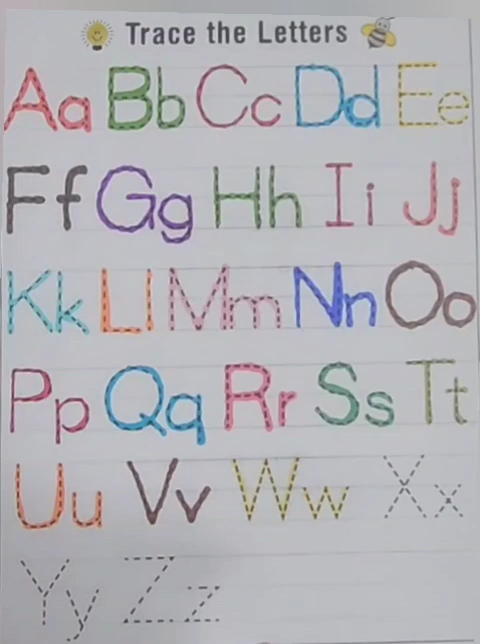 Trace the Letters
Aa Bb Cc Dd Ee
Ff Gg Hh Ii Jj
Kk Ll Mm Nn Oo
Pp Qq Rr Ss Tt
Uu Vv Ww Xx
Yy Zz